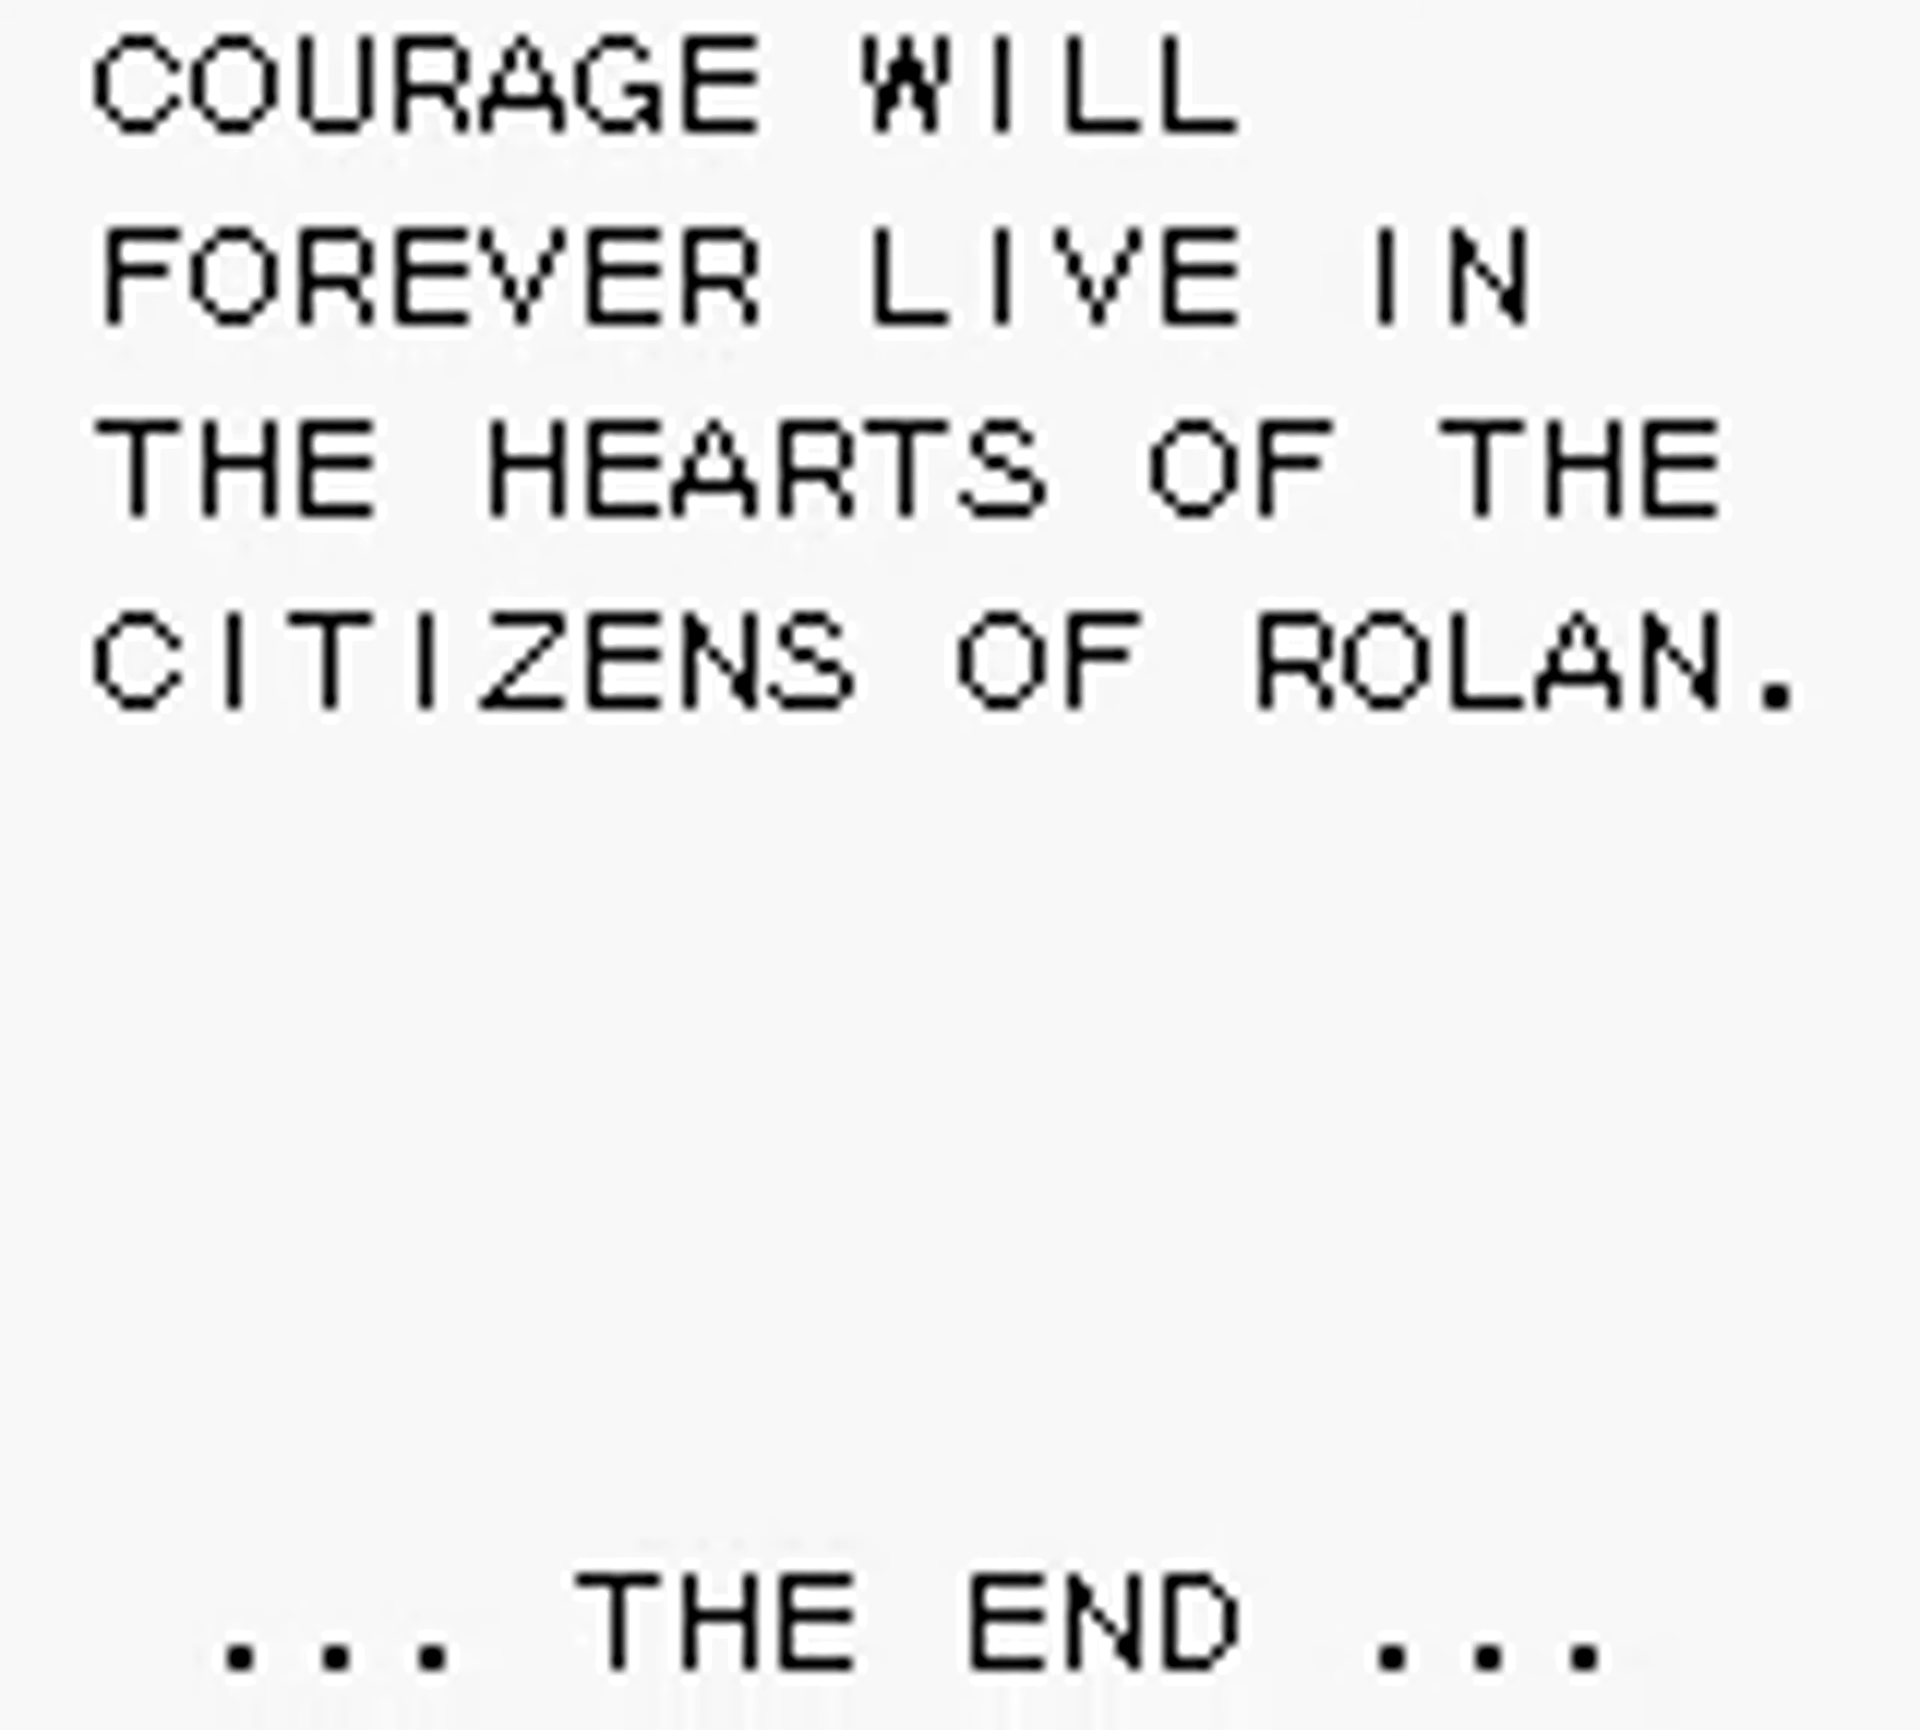 COURAGE WILL
FOREVER LIVE IN
THE HEARTS OF THE
CITIZENS OF ROLAN.
... THE END ...